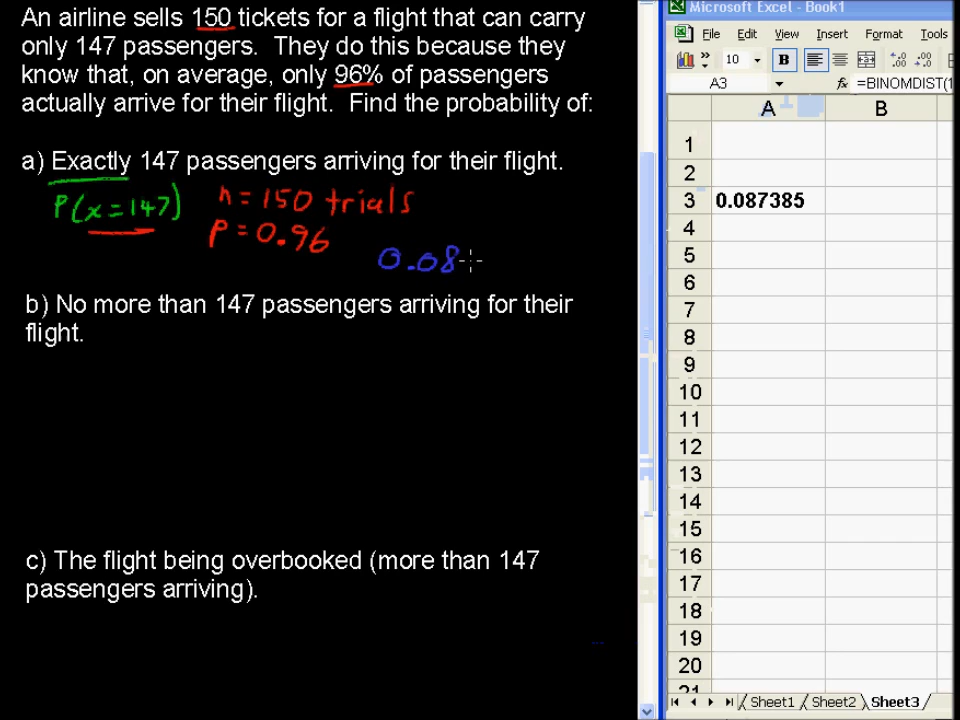 An airline sells 150 tickets for a flight that can carry
only 147 passengers. They do this because they
know that, on average, only 96% of passengers
actually arrive for their flight. Find the probability of:
a) Exactly 147 passengers arriving for their flight.
P(x=147)
n = 150 trials
P = 0.96
0.08
b) No more than 147 passengers arriving for their
flight.
c) The flight being overbooked (more than 147
passengers arriving).
Microsoft Excel - Book1
File Edit View Insert Format Tools
10 B
A3 fx =BINOMDIST(1
A B
1
2
3 0.087385
4
5
6
7
8
9
10
11
12
13
14
15
16
17
18
19
20
21
Sheet1 Sheet2 Sheet3